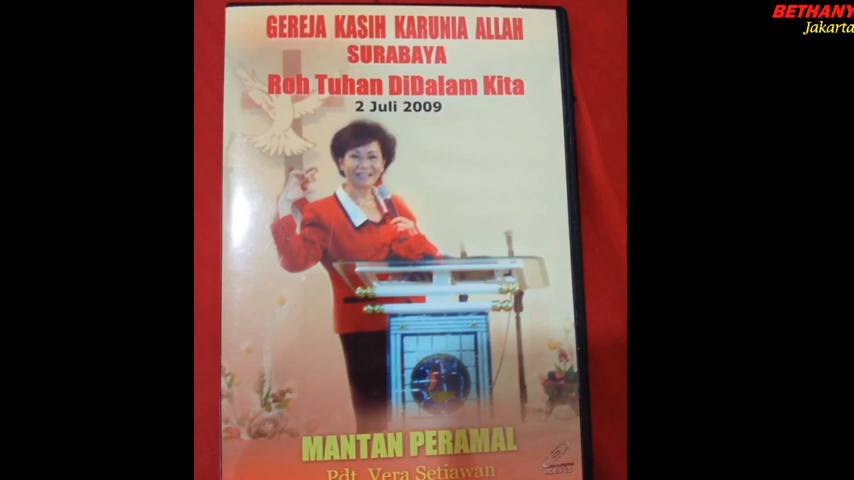 GEREJA KASIH KARUNIA ALLAH
SURABAYA
Roh Tuhan DiDalam Kita
2 Juli 2009
MANTAN PERAMAL
Pdt. Vera Setiawan
BETHANY
Jakarta